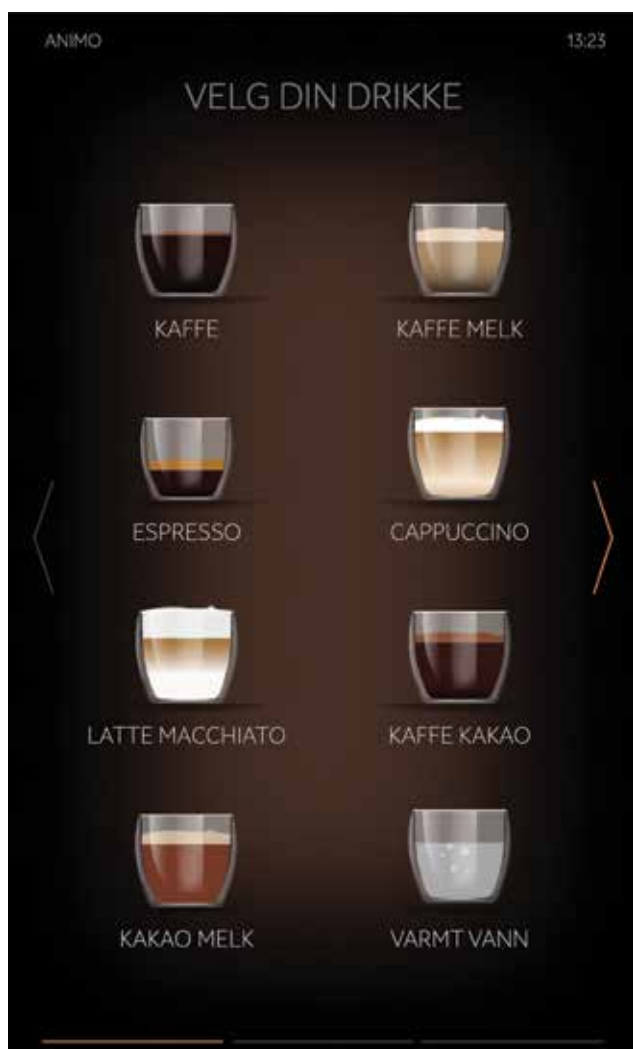 ANIMO 13:23
VELG DIN DRIKKE
KAFFE KAFFE MELK
ESPRESSO CAPPUCCINO
LATTE MACCHIATO KAFFE KAKAO
KAKAO MELK VARMT VANN